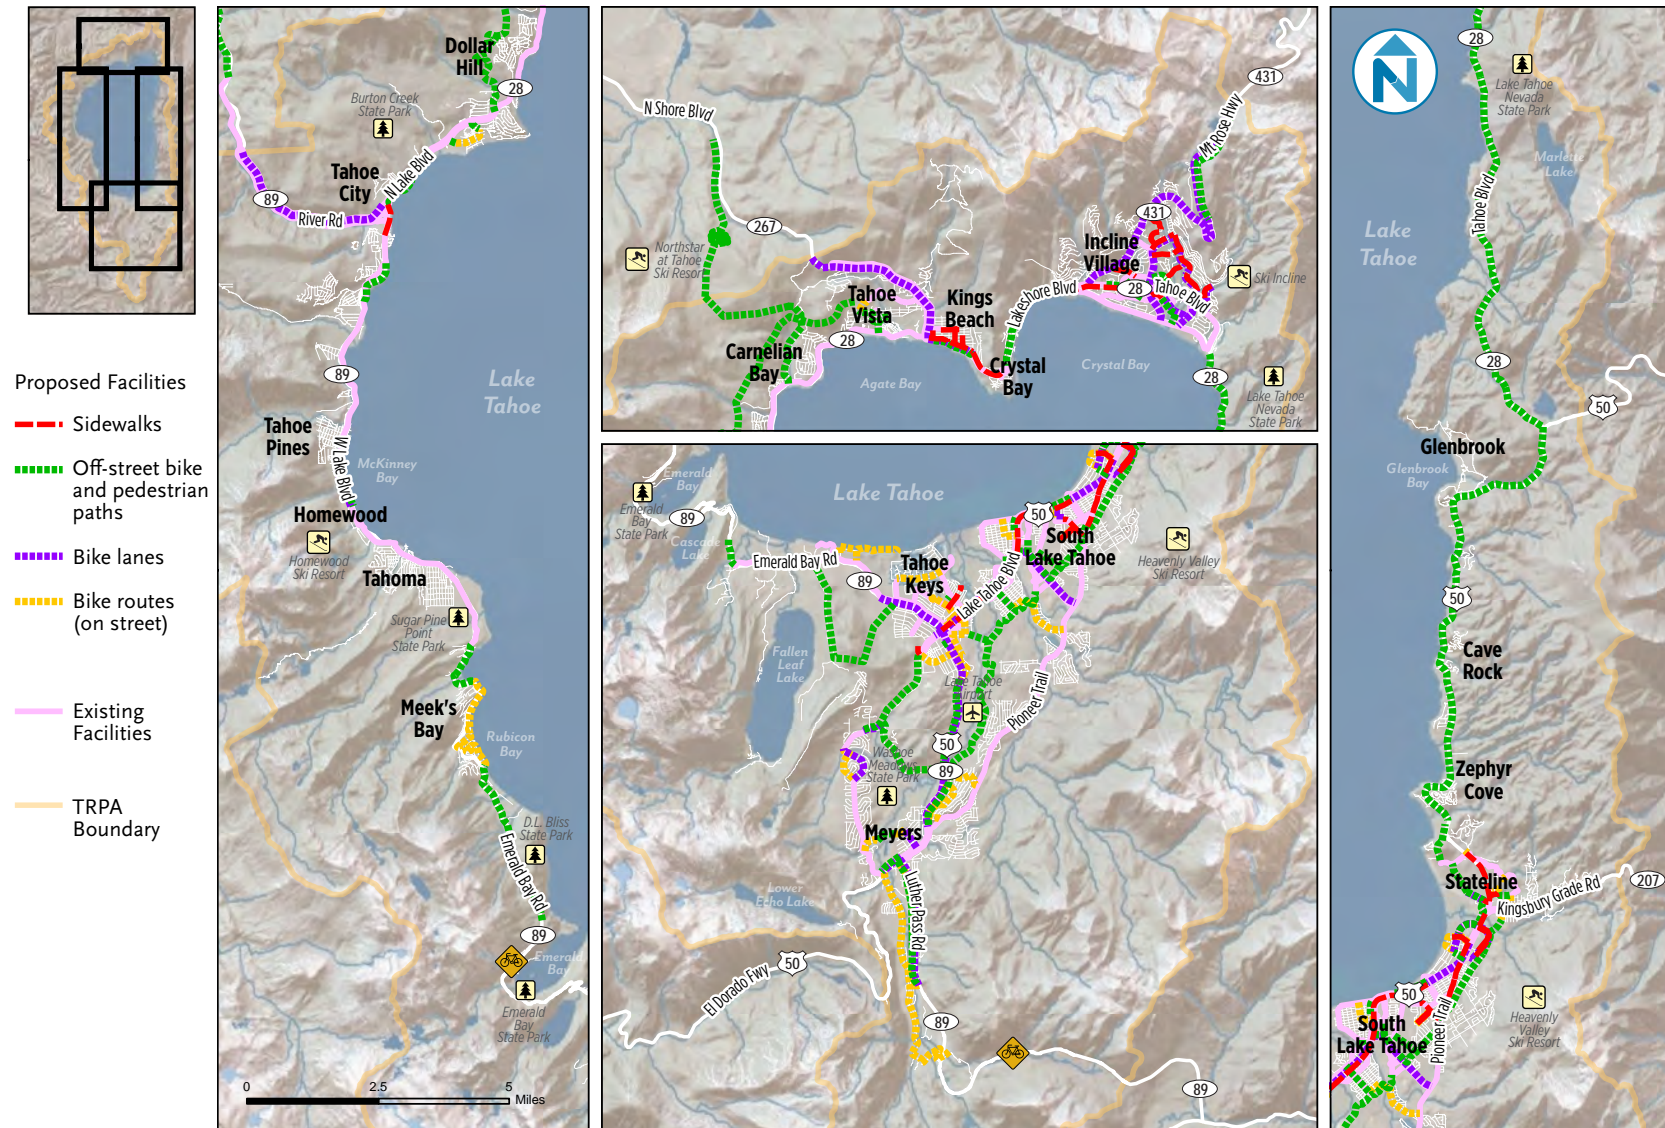 Proposed Facilities
Sidewalks
Off-street bike
and pedestrian
paths
Bike lanes
Bike routes
(on street)
Existing
Facilities
TRPA
Boundary
Dollar
Hill
28
Burton Creek
State Park
Tahoe
City
N Lake Blvd
89
River Rd
Lake
Tahoe
89
Tahoe
Pines
W Lake Blvd
McKinney
Bay
Homewood
Homewood
Ski Resort
Tahoma
Sugar Pine
Point
State Park
Meek's
Bay
Rubicon
Bay
D.L. Bliss
State Park
Emerald Bay Rd
89
Emerald
Bay
Emerald
Bay
State Park
0
2.5
5
Miles
431
N Shore Blvd
Mt Rose Hwy
267
431
Northstar
at Tahoe
Ski Resort
Incline
Village
Ski Incline
28
Tahoe Blvd
Lakeshore Blvd
Tahoe
Vista
Kings
Beach
28
Carnelian
Bay
Crystal
Bay
Agate Bay
Crystal Bay
28
Lake Tahoe
Nevada
State Park
Emerald
Bay
Emerald
Bay
State Park
89
Cascade
Lake
Lake Tahoe
50
South
Lake Tahoe
Heavenly Valley
Ski Resort
Emerald Bay Rd
89
Tahoe
Keys
Lake Tahoe Blvd
Fallen
Leaf
Lake
Lake Tahoe
Airport
Pioneer Trail
50
89
Washoe
Meadows
State Park
Meyers
Luther Pass Rd
Lower
Echo Lake
50
El Dorado Fwy
89
89
28
Lake Tahoe
Nevada
State Park
Marlette
Lake
Tahoe Blvd
Lake
Tahoe
28
50
Glenbrook
Glenbrook
Bay
50
Cave
Rock
Zephyr
Cove
Stateline
207
Kingsbury Grade Rd
50
South
Lake Tahoe
Pioneer Trail
Heavenly
Valley
Ski Resort
N